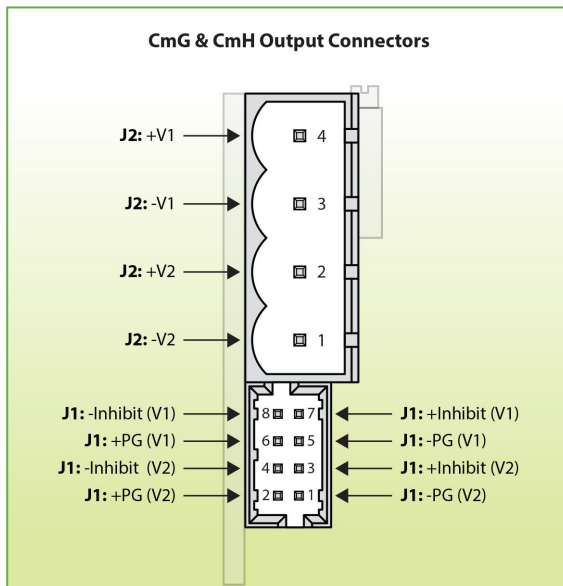 CmG & CmH Output Connectors
J2: +V1
4
J2: -V1
3
J2: +V2
2
J2: -V2
1
J1: -Inhibit (V1) 8 7 J1: +Inhibit (V1)
J1: +PG (V1) 6 5 J1: -PG (V1)
J1: -Inhibit (V2) 4 3 J1: +Inhibit (V2)
J1: +PG (V2) 2 1 J1: -PG (V2)